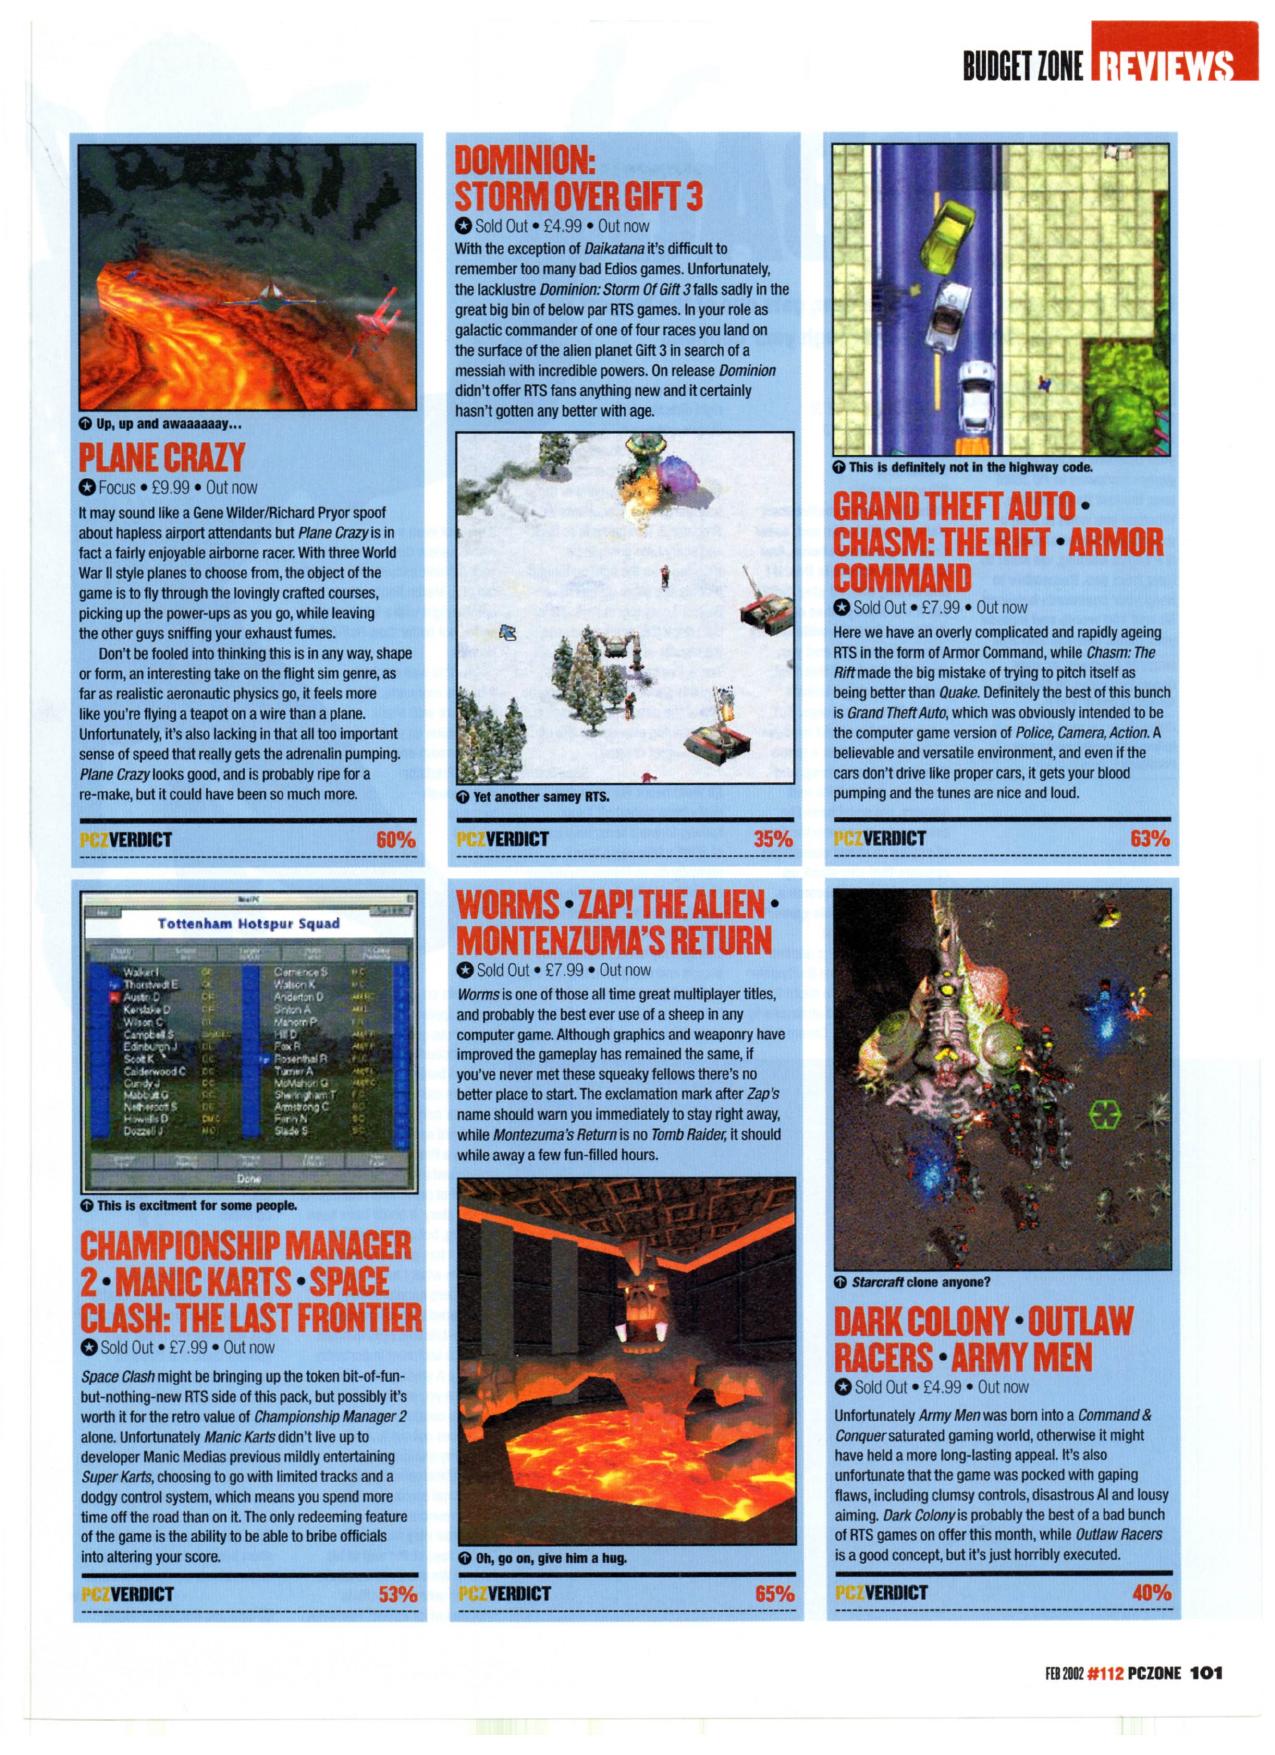 BUDGET ZONE REVIEWS
Up, up and awaaaaaay...
PLANE CRAZY
Focus • £9.99 • Out now
It may sound like a Gene Wilder/Richard Pryor spoof
about hapless airport attendants but Plane Crazy is in
fact a fairly enjoyable airborne racer. With three World
War II style planes to choose from, the object of the
game is to fly through the lovingly crafted courses,
picking up the power-ups as you go, while leaving
the other guys sniffing your exhaust fumes.
Don't be fooled into thinking this is in any way, shape
or form, an interesting take on the flight sim genre, as
far as realistic aeronautic physics go, it feels more
like you're flying a teapot on a wire than a plane.
Unfortunately, it's also lacking in that all too important
sense of speed that really gets the adrenalin pumping.
Plane Crazy looks good, and is probably ripe for a
re-make, but it could have been so much more.
PCZVERDICT 60%
DOMINION:
STORM OVER GIFT 3
Sold Out • £4.99 • Out now
With the exception of Daikatana it's difficult to
remember too many bad Edios games. Unfortunately,
the lacklustre Dominion: Storm Of Gift 3 falls sadly in the
great big bin of below par RTS games. In your role as
galactic commander of one of four races you land on
the surface of the alien planet Gift 3 in search of a
messiah with incredible powers. On release Dominion
didn't offer RTS fans anything new and it certainly
hasn't gotten any better with age.
Yet another samey RTS.
PCZVERDICT 35%
This is definitely not in the highway code.
GRAND THEFT AUTO •
CHASM: THE RIFT • ARMOR
COMMAND
Sold Out • £7.99 • Out now
Here we have an overly complicated and rapidly ageing
RTS in the form of Armor Command, while Chasm: The
Rift made the big mistake of trying to pitch itself as
being better than Quake. Definitely the best of this bunch
is Grand Theft Auto, which was obviously intended to be
the computer game version of Police, Camera, Action. A
believable and versatile environment, and even if the
cars don't drive like proper cars, it gets your blood
pumping and the tunes are nice and loud.
PCZVERDICT 63%
Tottenham Hotspur Squad
Walker I
Thorstvedt E
Austin D
Kerslake D
Wilson C
Campbell S
Edinburgh J
Scott K
Calderwood C
Cundy J
Mabbutt G
Nethercott S
Howells D
Dozzell J
Clemence S
Watson K
Anderton D
Sinton A
Mahorn P
Hill D
Fox R
Rosenthal R
Turner A
McMahon G
Sheringham T
Armstrong C
Fenn N
Slade S
Done
This is excitment for some people.
CHAMPIONSHIP MANAGER
2 • MANIC KARTS • SPACE
CLASH: THE LAST FRONTIER
Sold Out • £7.99 • Out now
Space Clash might be bringing up the token bit-of-fun-
but-nothing-new RTS side of this pack, but possibly it's
worth it for the retro value of Championship Manager 2
alone. Unfortunately Manic Karts didn't live up to
developer Manic Medias previous mildly entertaining
Super Karts, choosing to go with limited tracks and a
dodgy control system, which means you spend more
time off the road than on it. The only redeeming feature
of the game is the ability to be able to bribe officials
into altering your score.
PCZVERDICT 53%
WORMS • ZAP! THE ALIEN •
MONTENZUMA'S RETURN
Sold Out • £7.99 • Out now
Worms is one of those all time great multiplayer titles,
and probably the best ever use of a sheep in any
computer game. Although graphics and weaponry have
improved the gameplay has remained the same, if
you've never met these squeaky fellows there's no
better place to start. The exclamation mark after Zap's
name should warn you immediately to stay right away,
while Montezuma's Return is no Tomb Raider, it should
while away a few fun-filled hours.
Oh, go on, give him a hug.
PCZVERDICT 65%
Starcraft clone anyone?
DARK COLONY • OUTLAW
RACERS • ARMY MEN
Sold Out • £4.99 • Out now
Unfortunately Army Men was born into a Command &
Conquer saturated gaming world, otherwise it might
have held a more long-lasting appeal. It's also
unfortunate that the game was pocked with gaping
flaws, including clumsy controls, disastrous AI and lousy
aiming. Dark Colony is probably the best of a bad bunch
of RTS games on offer this month, while Outlaw Racers
is a good concept, but it's just horribly executed.
PCZVERDICT 40%
FEB 2002 #112 PCZONE 101